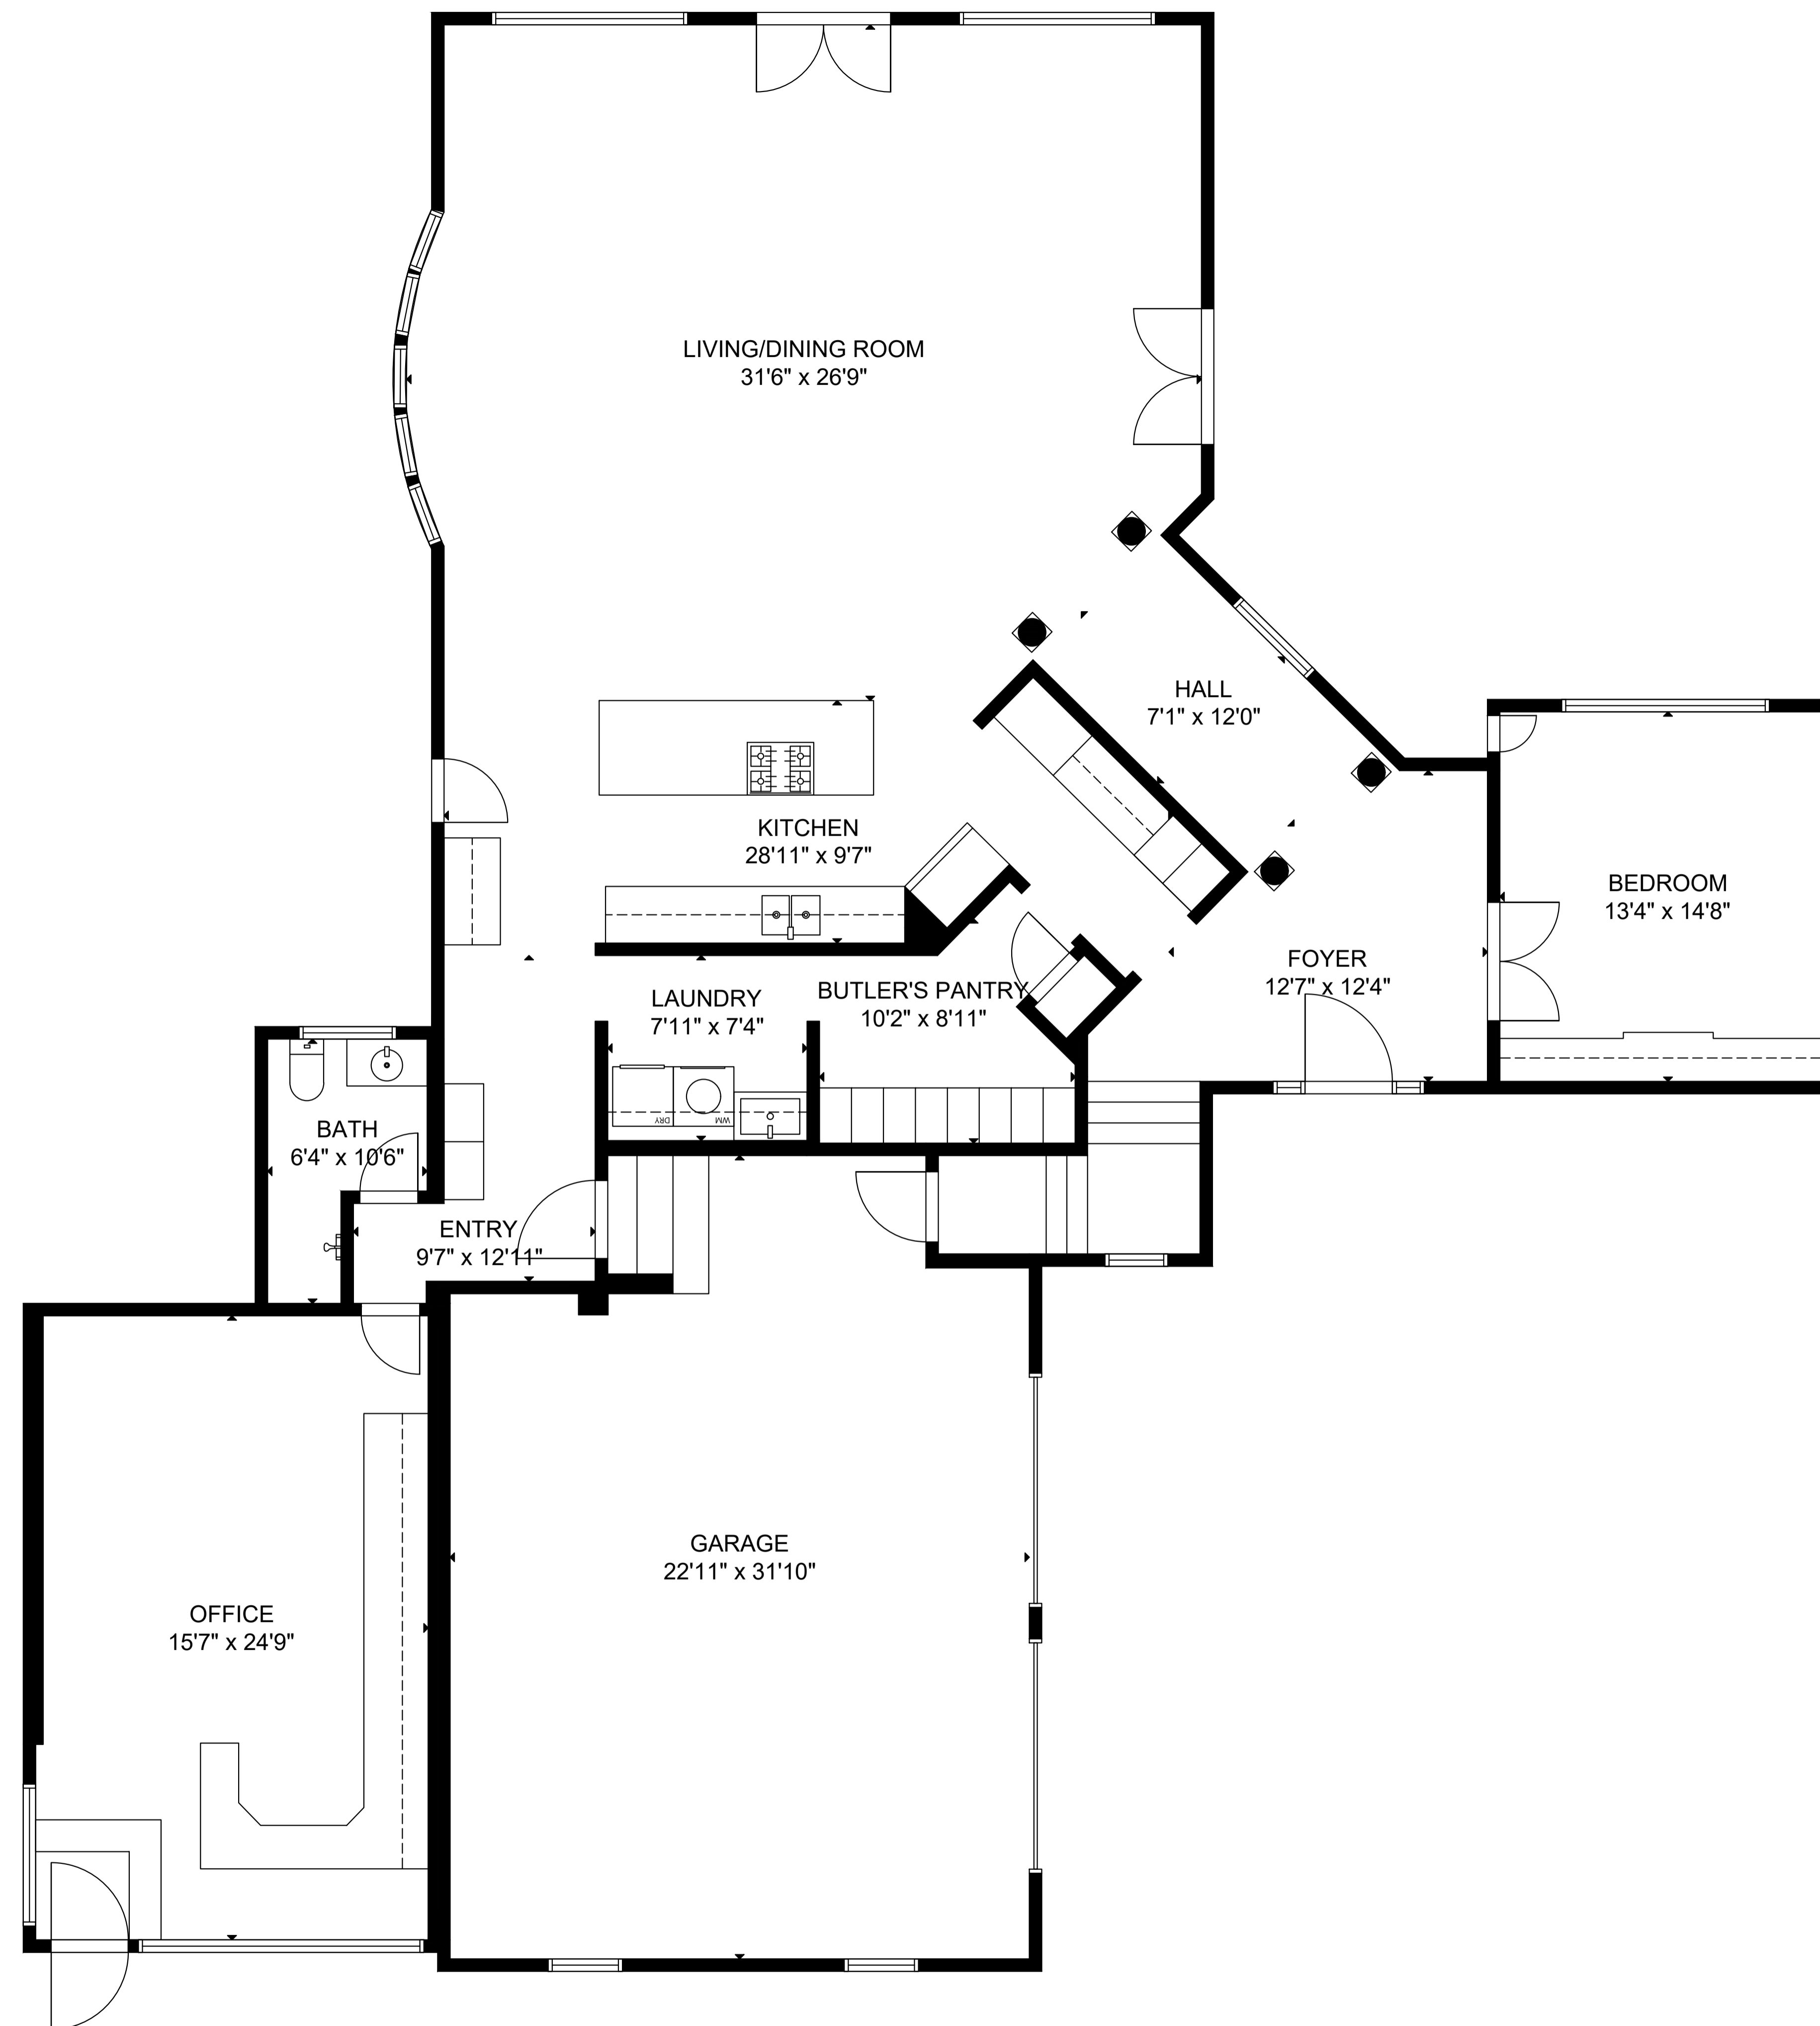 LIVING/DINING ROOM
31'6" x 26'9"
HALL
7'1" x 12'0"
KITCHEN
28'11" x 9'7"
BEDROOM
13'4" x 14'8"
FOYER
12'7" x 12'4"
LAUNDRY
7'11" x 7'4"
BUTLER'S PANTRY
10'2" x 8'11"
DRY
WM
BATH
6'4" x 10'6"
ENTRY
9'7" x 12'11"
GARAGE
22'11" x 31'10"
OFFICE
15'7" x 24'9"